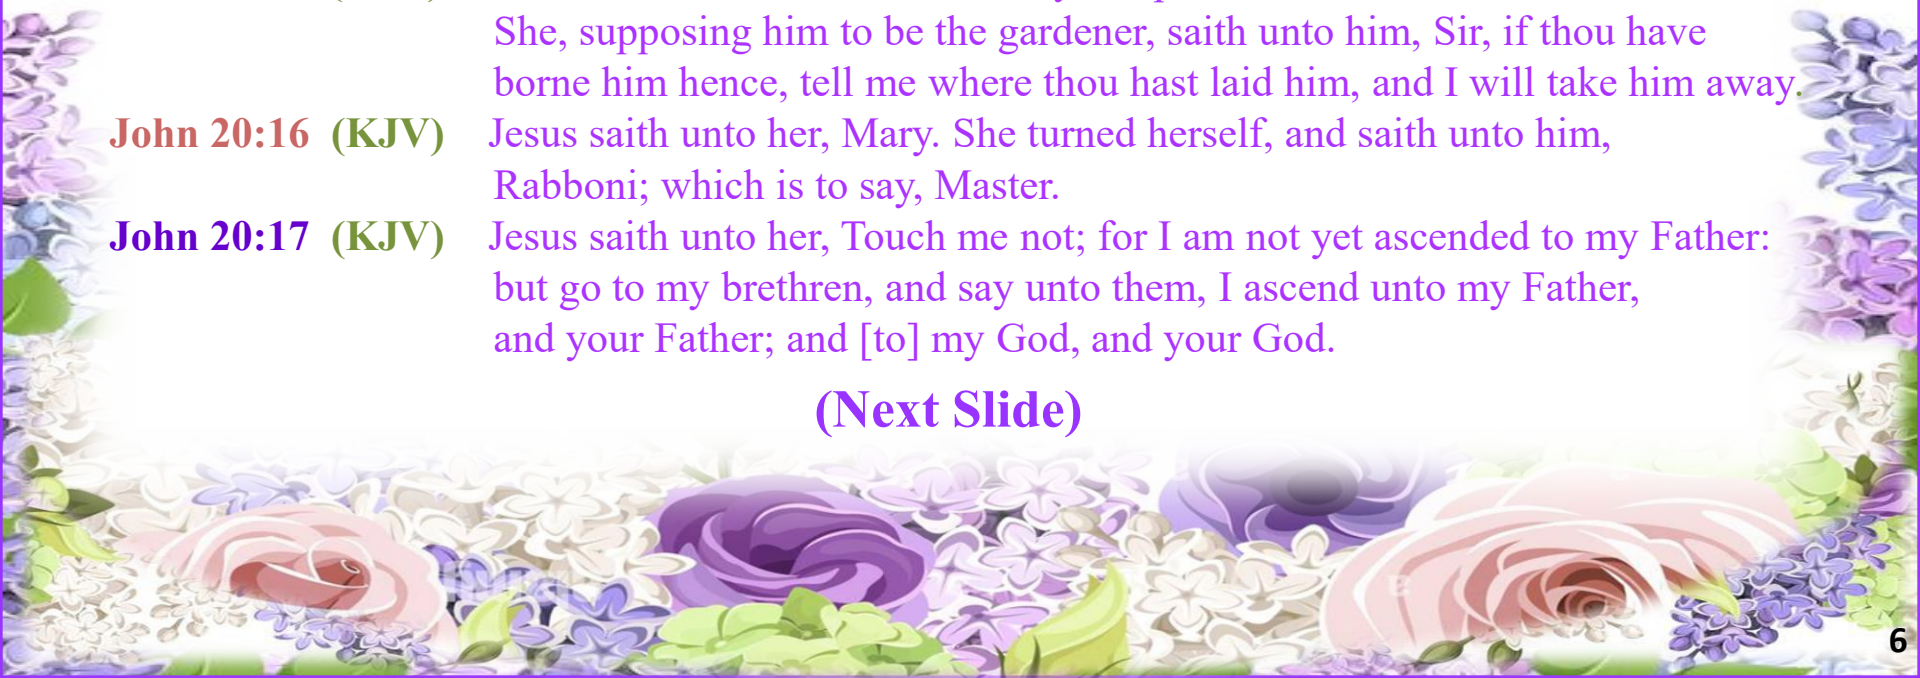 She, supposing him to be the gardener, saith unto him, Sir, if thou have
borne him hence, tell me where thou hast laid him, and I will take him away.
John 20:16 (KJV) Jesus saith unto her, Mary. She turned herself, and saith unto him,
Rabboni; which is to say, Master.
John 20:17 (KJV) Jesus saith unto her, Touch me not; for I am not yet ascended to my Father:
but go to my brethren, and say unto them, I ascend unto my Father,
and your Father; and [to] my God, and your God.
(Next Slide)
6